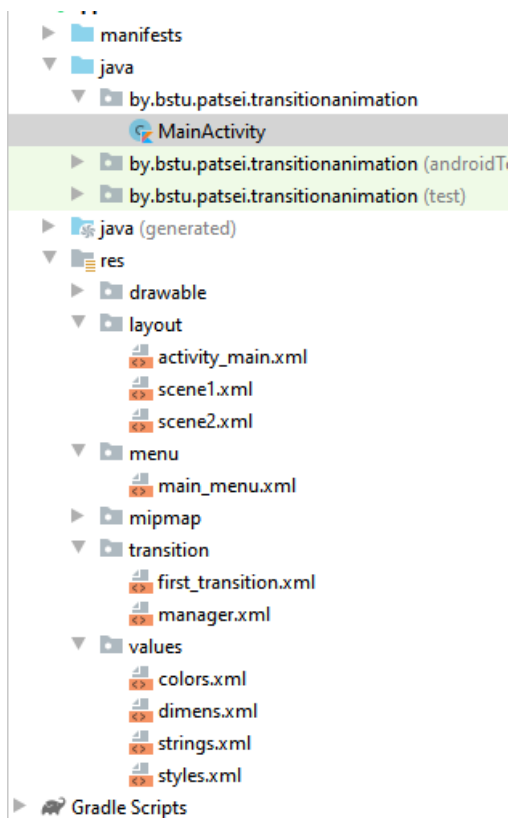 manifests
java
by.bstu.patsei.transitionanimation
MainActivity
by.bstu.patsei.transitionanimation (androidTe
by.bstu.patsei.transitionanimation (test)
java (generated)
res
drawable
layout
activity_main.xml
scene1.xml
scene2.xml
menu
main_menu.xml
mipmap
transition
first_transition.xml
manager.xml
values
colors.xml
dimens.xml
strings.xml
styles.xml
Gradle Scripts